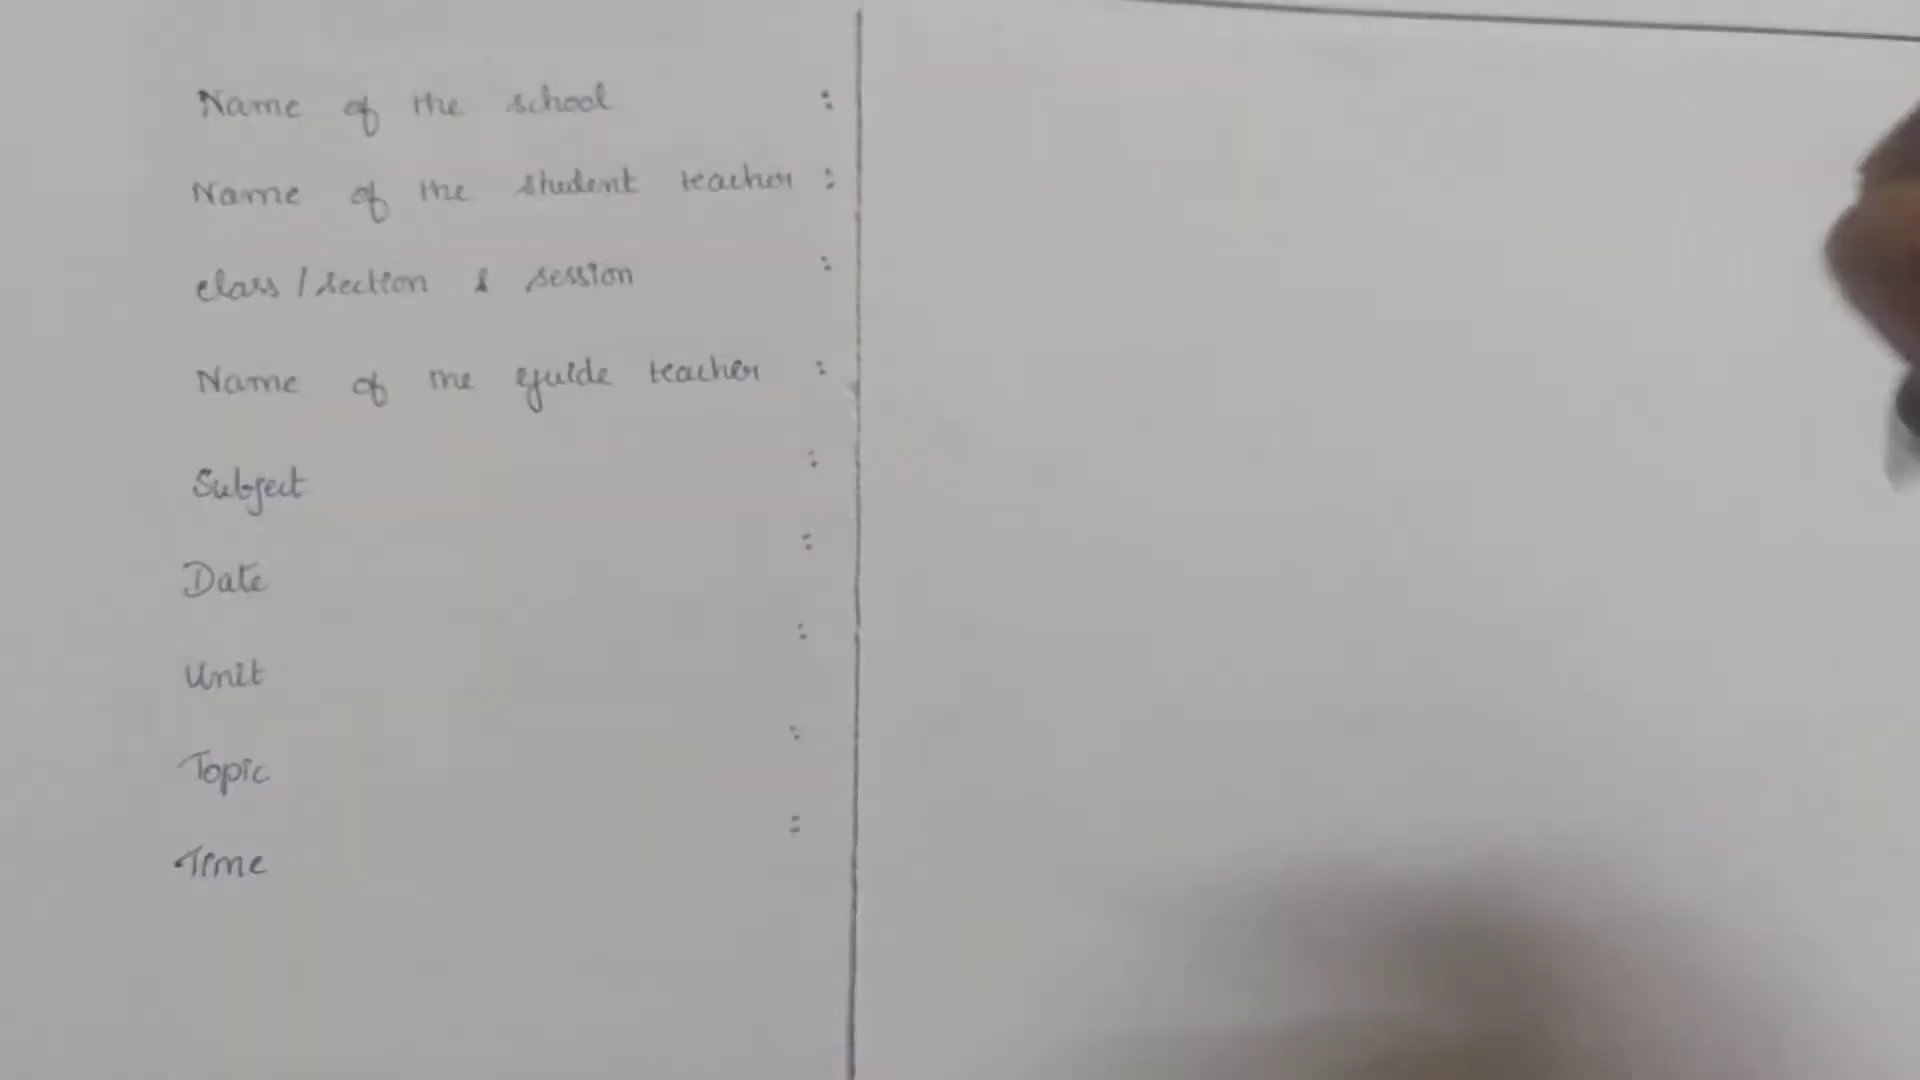 Name of the school :
Name of the student teacher :
class / section & session :
Name of the guide teacher :
Subject :
Date :
Unit :
Topic :
Time :